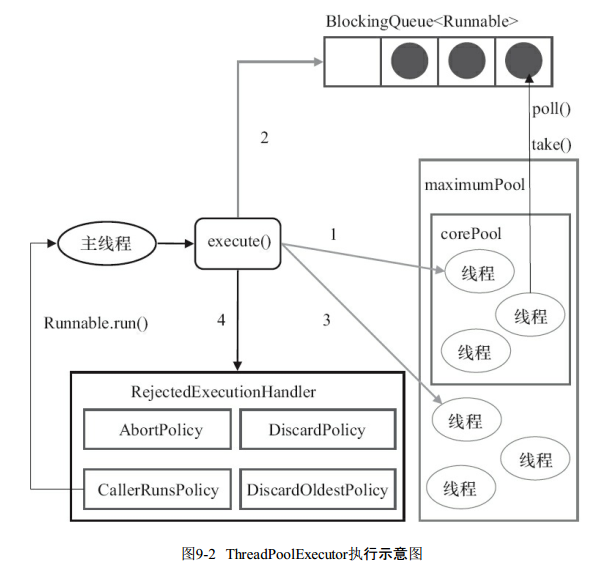 BlockingQueue<Runnable>
2
poll()
take()
maximumPool
corePool
主线程
execute()
1
线程
线程
线程
3
4
Runnable.run()
RejectedExecutionHandler
AbortPolicy
DiscardPolicy
CallerRunsPolicy
DiscardOldestPolicy
线程
线程
线程
图9-2 ThreadPoolExecutor执行示意图